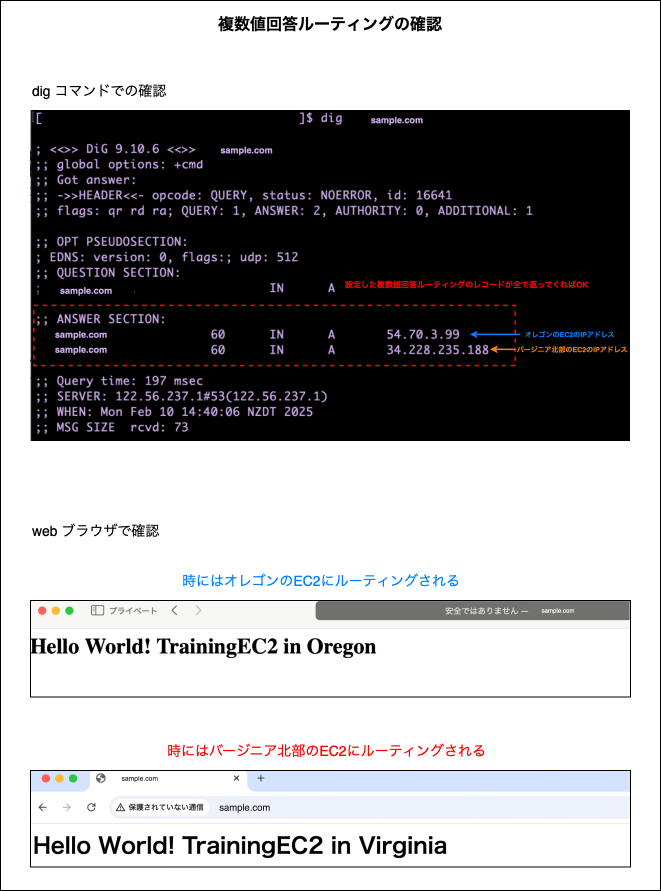 複数値回答ルーティングの確認
dig コマンドでの確認
[ ]$ dig sample.com
; <<>> DiG 9.10.6 <<>> sample.com
;; global options: +cmd
;; Got answer:
;; ->>HEADER<<- opcode: QUERY, status: NOERROR, id: 16641
;; flags: qr rd ra; QUERY: 1, ANSWER: 2, AUTHORITY: 0, ADDITIONAL: 1
;; OPT PSEUDOSECTION:
; EDNS: version: 0, flags:; udp: 512
;; QUESTION SECTION:
; sample.com. IN A 設定した複数値回答ルーティングのレコードが全て返ってくればOK
;; ANSWER SECTION:
sample.com 60 IN A 54.70.3.99 オレゴンのEC2のIPアドレス
sample.com 60 IN A 34.228.235.188 バージニア北部のEC2のIPアドレス
;; Query time: 197 msec
;; SERVER: 122.56.237.1#53(122.56.237.1)
;; WHEN: Mon Feb 10 14:40:06 NZDT 2025
;; MSG SIZE rcvd: 73
web ブラウザで確認
時にはオレゴンのEC2にルーティングされる
プライベート 安全ではありません — sample.com
Hello World! TrainingEC2 in Oregon
時にはバージニア北部のEC2にルーティングされる
sample.com
保護されていない通信 sample.com
Hello World! TrainingEC2 in Virginia